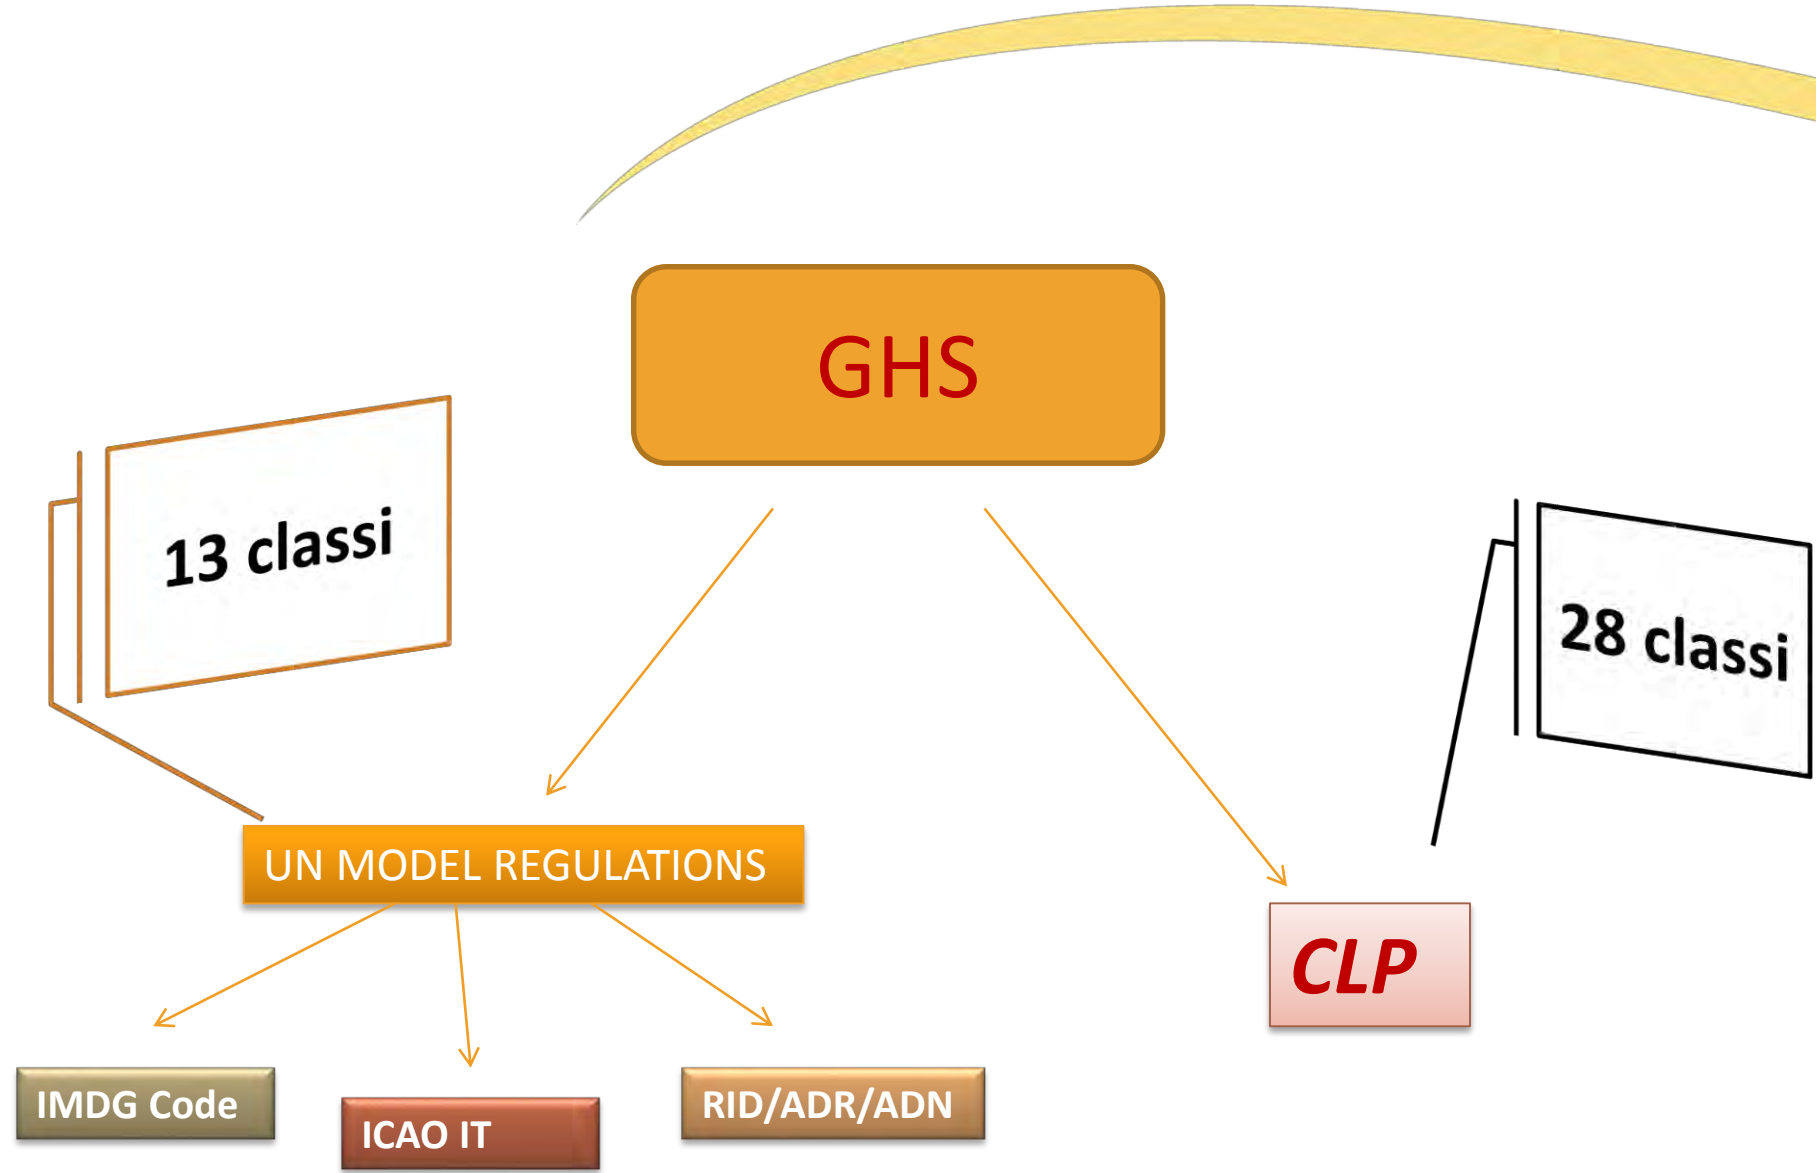 GHS
13 classi
28 classi
UN MODEL REGULATIONS
CLP
IMDG Code
ICAO IT
RID/ADR/ADN